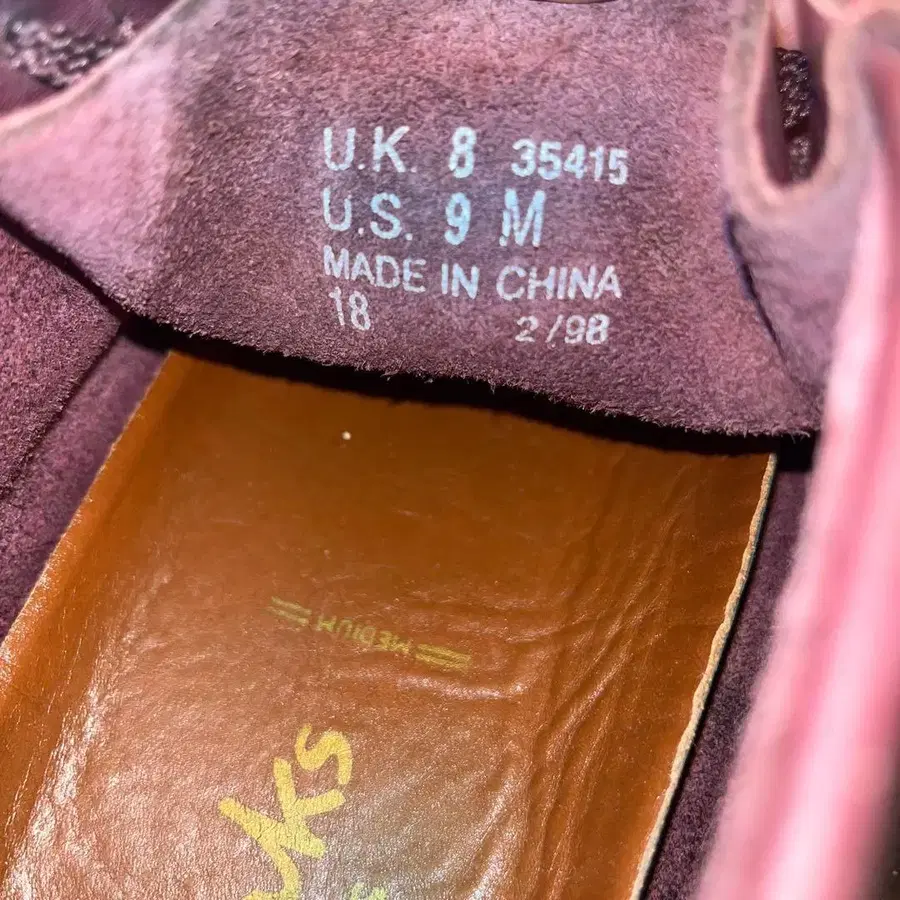 U.K. 8 35415
U.S. 9 M
MADE IN CHINA
18 2/98
MEDIUM